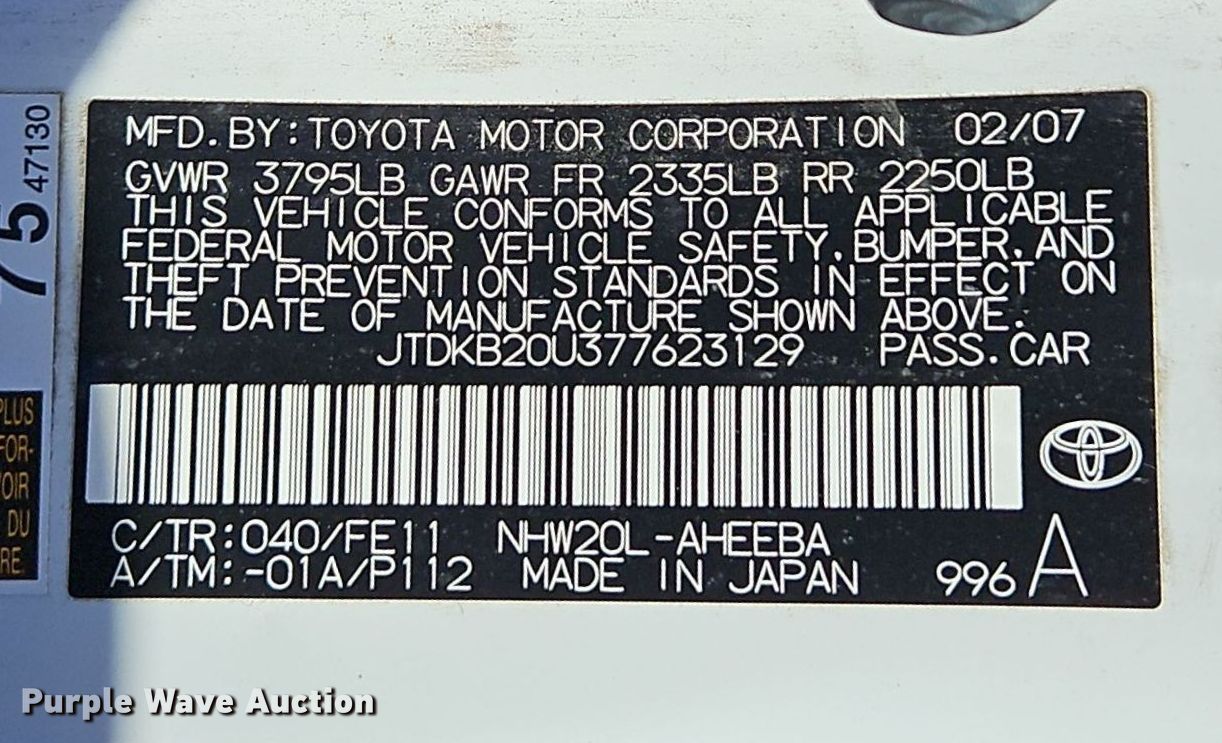 MFD. BY: TOYOTA MOTOR CORPORATION 02/07
GVWR 3795LB GAWR FR 2335LB RR 2250LB
THIS VEHICLE CONFORMS TO ALL APPLICABLE
FEDERAL MOTOR VEHICLE SAFETY, BUMPER, AND
THEFT PREVENTION STANDARDS IN EFFECT ON
THE DATE OF MANUFACTURE SHOWN ABOVE.
JTDKB20U377623129 PASS. CAR
C/TR: 040/FE11 NHW20L-AHEEBA
A/TM: -01A/P112 MADE IN JAPAN 996 A
47130
75
PLUS
FOR-
VOIR
DU
RE.
Purple Wave Auction